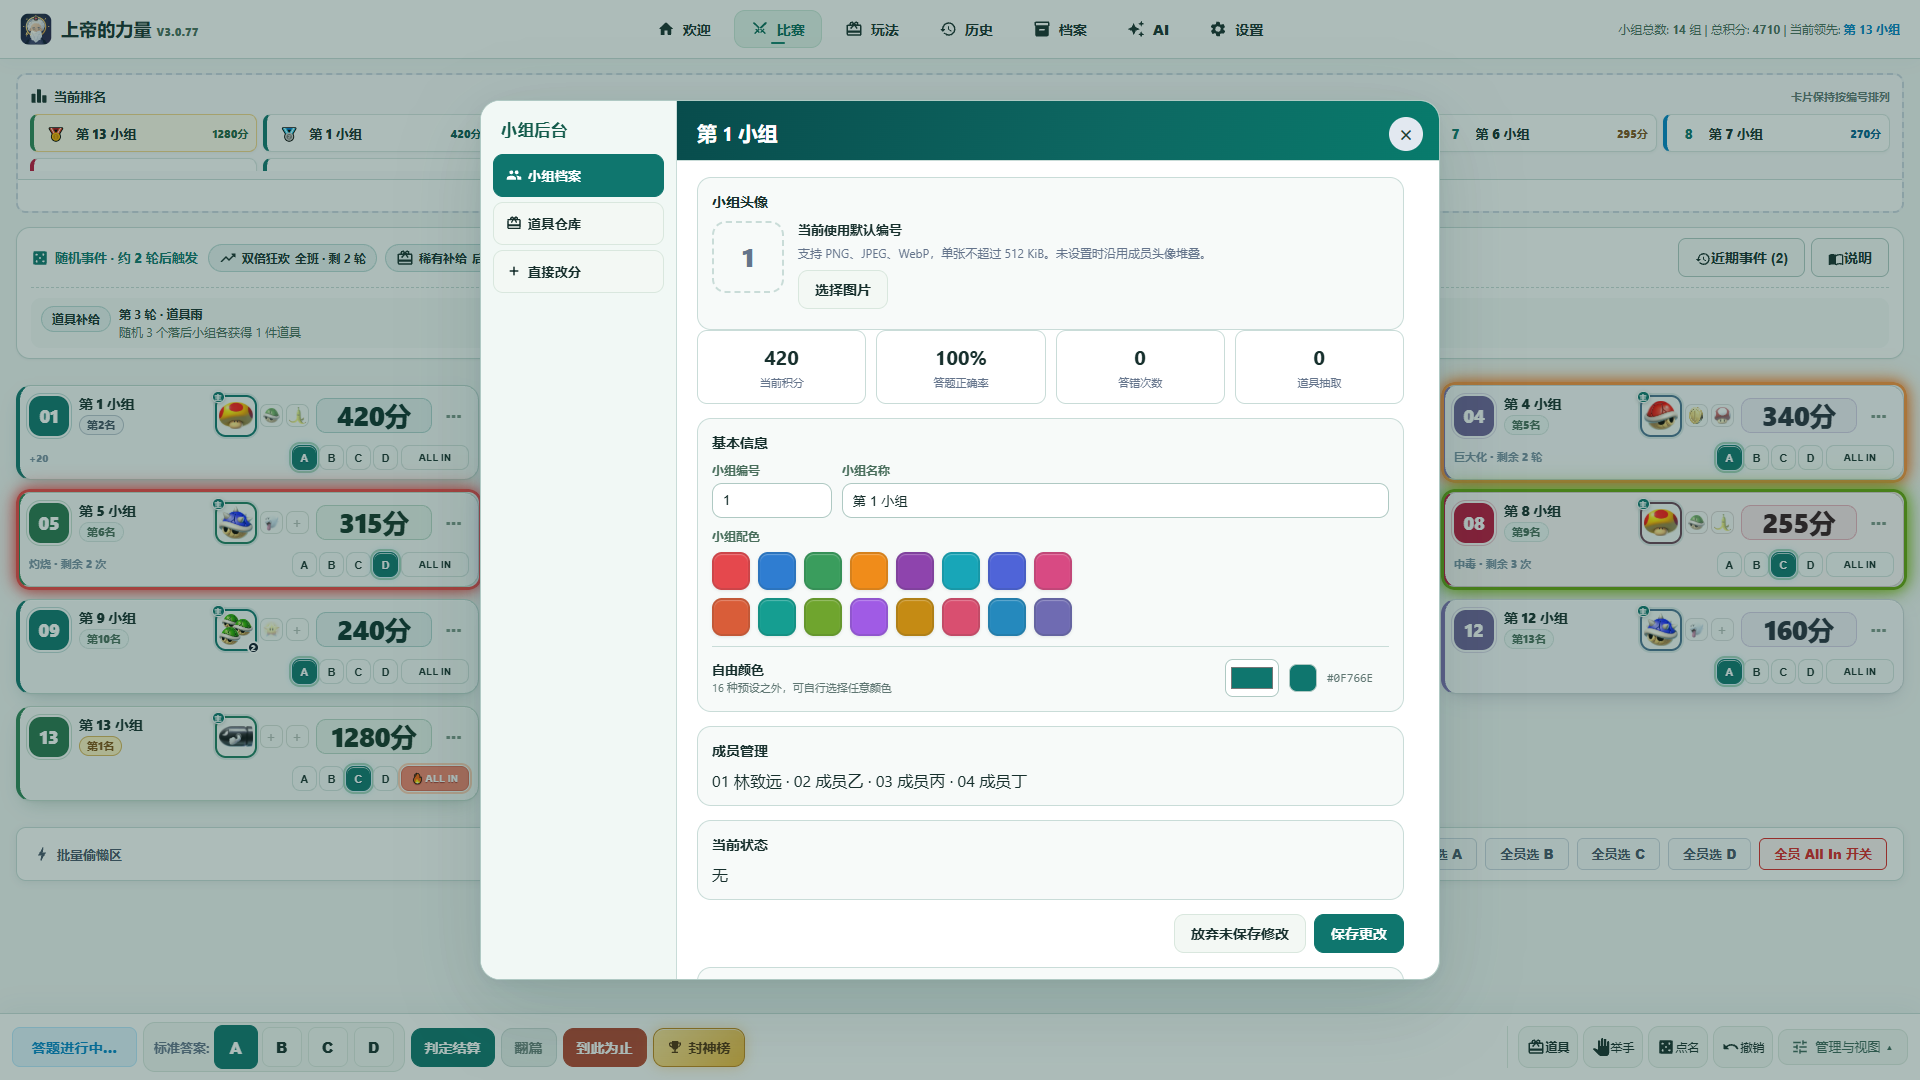 上帝的力量 V3.0.77
欢迎
比赛
玩法
历史
档案
AI
设置
小组总数: 14 组 | 总积分: 4710 | 当前领先: 第 13 小组
当前排名
卡片保持按编号排列
第 13 小组 1280分
第 1 小组 420分
7 第 6 小组 295分
8 第 7 小组 270分
随机事件 · 约 2 轮后触发
双倍狂欢 全班 · 剩 2 轮
稀有补给 后
近期事件 (2)
说明
道具补给
第 3 轮 · 道具雨
随机 3 个落后小组各获得 1 件道具
01 第 1 小组
第2名
420分
+20
A B C D ALL IN
05 第 5 小组
第6名
315分
灼烧 · 剩余 2 次
A B C D ALL IN
09 第 9 小组
第10名
2
240分
A B C D ALL IN
13 第 13 小组
第1名
1280分
A B C D ALL IN
04 第 4 小组
第5名
340分
巨大化 · 剩余 2 轮
A B C D ALL IN
08 第 8 小组
第9名
255分
中毒 · 剩余 3 次
A B C D ALL IN
12 第 12 小组
第13名
160分
A B C D ALL IN
小组后台
小组档案
道具仓库
直接改分
第 1 小组
小组头像
1
当前使用默认编号
支持 PNG、JPEG、WebP，单张不超过 512 KiB。未设置时沿用成员头像堆叠。
选择图片
420
当前积分
100%
答题正确率
0
答错次数
0
道具抽取
基本信息
小组编号
小组名称
1
第 1 小组
小组配色
自由颜色
16 种预设之外，可自行选择任意颜色
#0F766E
成员管理
01 林致远 · 02 成员乙 · 03 成员丙 · 04 成员丁
当前状态
无
放弃未保存修改
保存更改
批量偷懒区
选 A
全员选 B
全员选 C
全员选 D
全员 All In 开关
答题进行中...
标准答案:
A B C D
判定结算
翻篇
到此为止
封神榜
道具
举手
点名
撤销
管理与视图